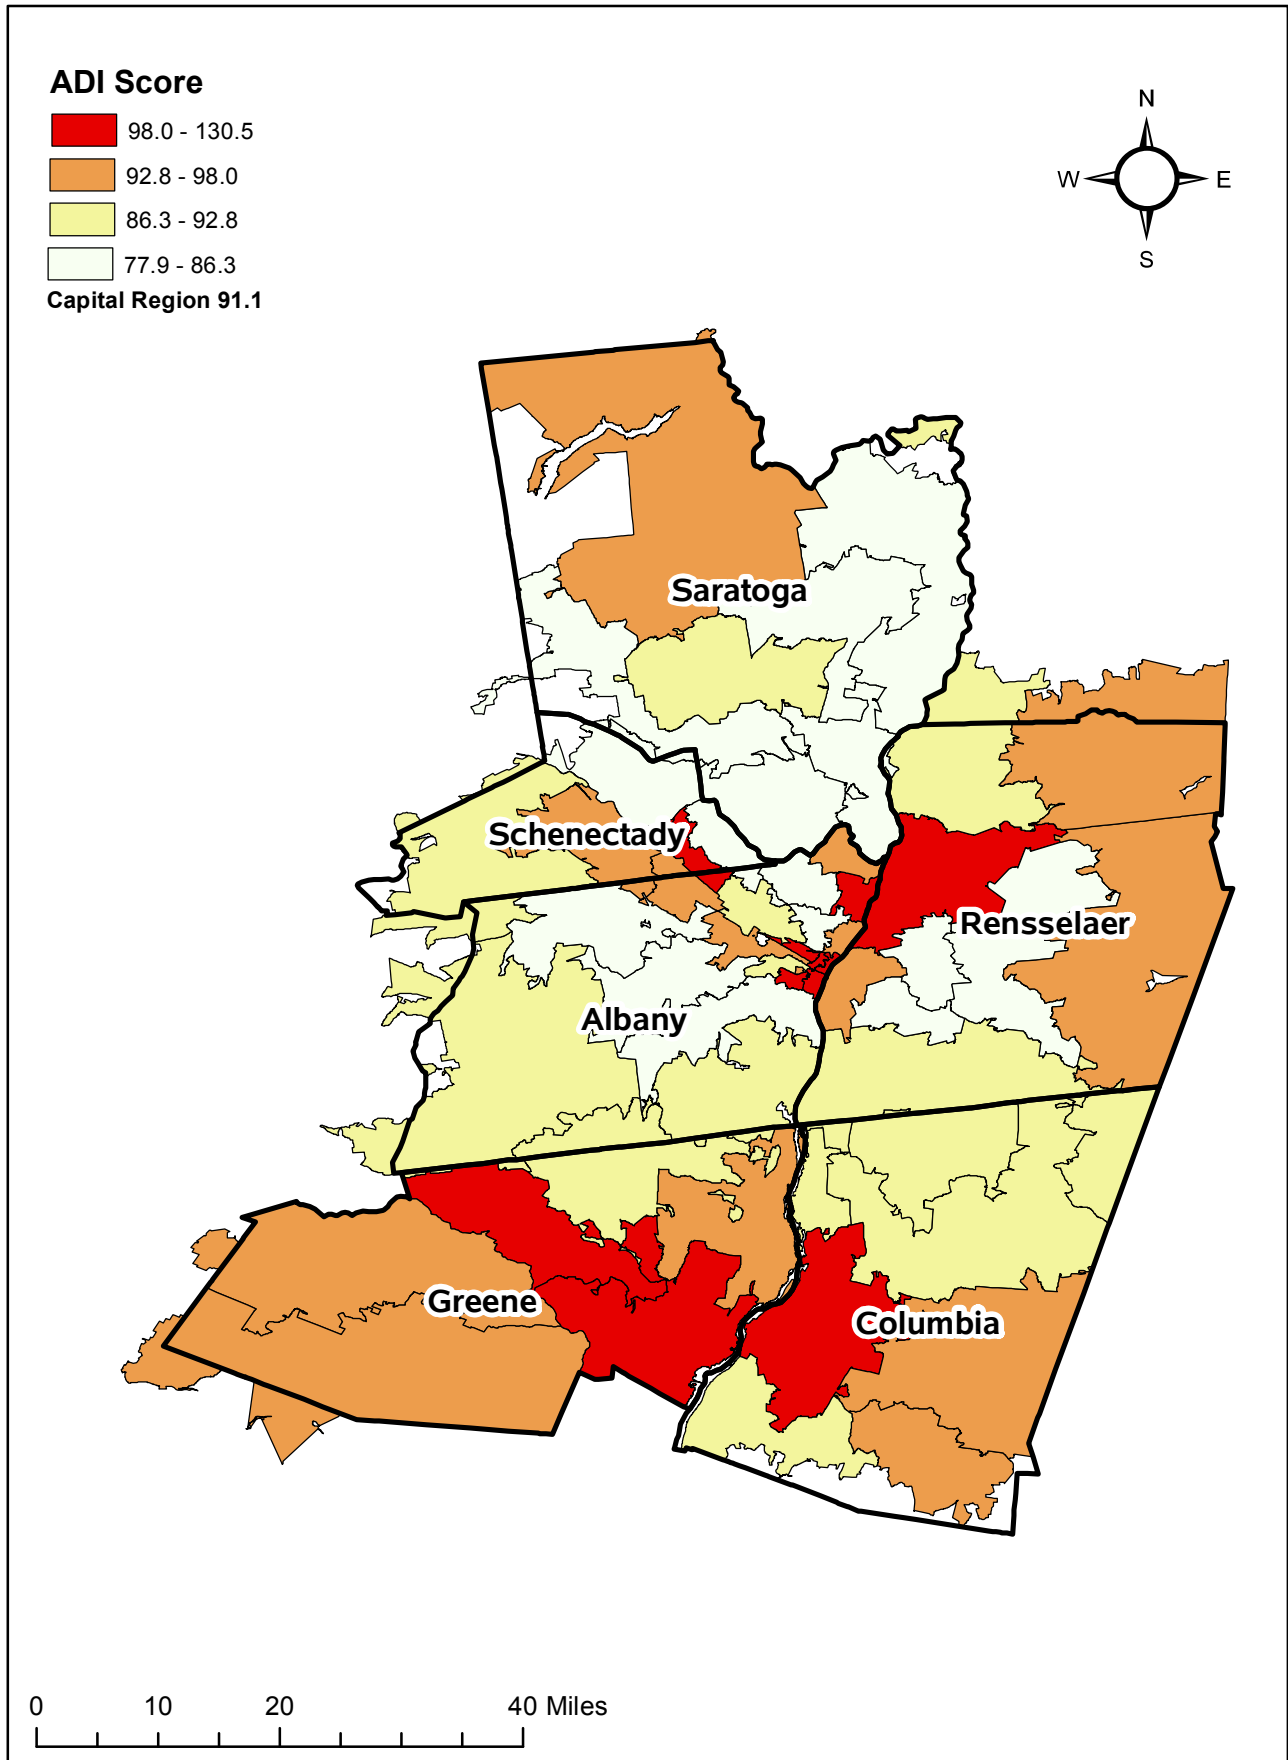 ADI Score
98.0 - 130.5
92.8 - 98.0
86.3 - 92.8
77.9 - 86.3
Capital Region 91.1
N
W E
S
Saratoga
Schenectady
Rensselaer
Albany
Greene
Columbia
0 10 20 40 Miles